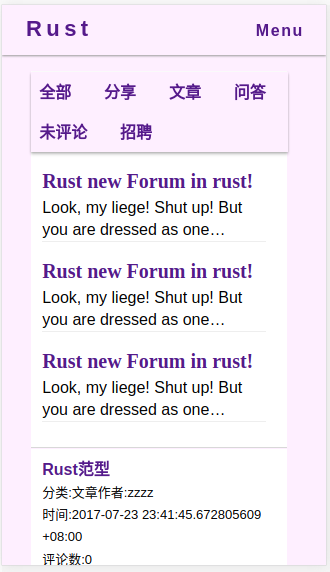 Rust Menu
全部 分享 文章 问答
未评论 招聘
Rust new Forum in rust!
Look, my liege! Shut up! But
you are dressed as one…
Rust new Forum in rust!
Look, my liege! Shut up! But
you are dressed as one…
Rust new Forum in rust!
Look, my liege! Shut up! But
you are dressed as one…
Rust范型
分类:文章作者:zzzz
时间:2017-07-23 23:41:45.672805609
+08:00
评论数:0